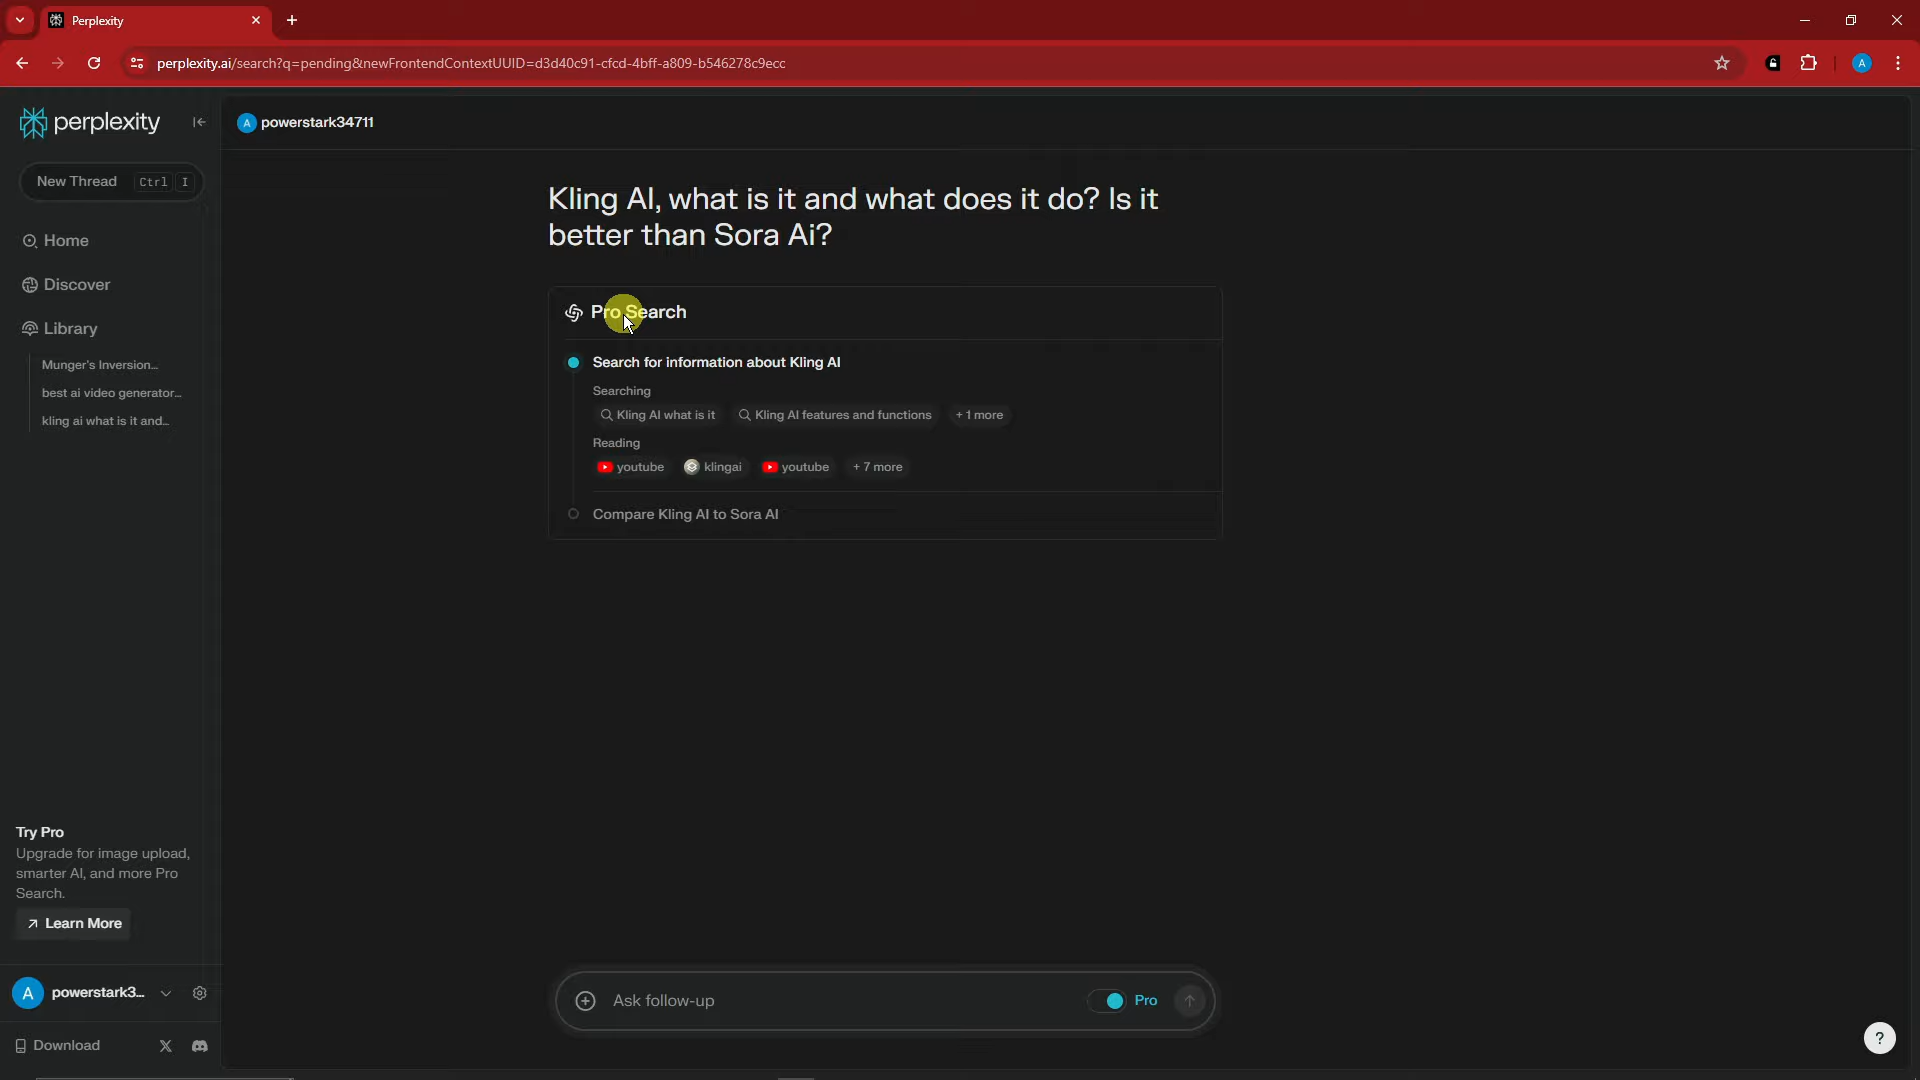 Perplexity
perplexity.ai/search?q=pending&newFrontendContextUUID=d3d40c91-cfcd-4bff-a809-b546278c9ecc
A
perplexity
A powerstark34711
New Thread Ctrl I
Home
Discover
Library
Munger's Inversion...
best ai video generator...
kling ai what is it and...
Kling AI, what is it and what does it do? Is it
better than Sora Ai?
Pro Search
Search for information about Kling AI
Searching
Kling AI what is it Kling AI features and functions + 1 more
Reading
youtube klingai youtube + 7 more
Compare Kling AI to Sora AI
Try Pro
Upgrade for image upload,
smarter AI, and more Pro
Search.
Learn More
A powerstark3...
Download
Ask follow-up Pro
?